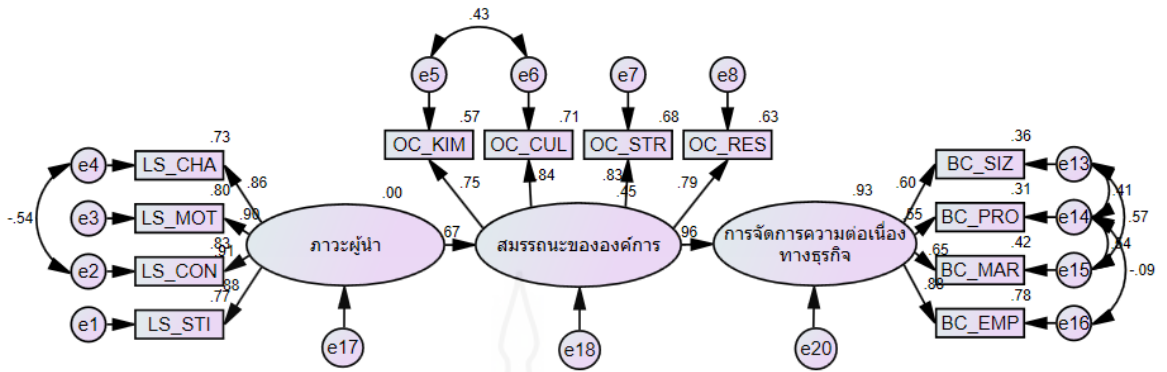 .43
e5
e6
e7
e8
.57
.71
.68
.63
OC_KIM
OC_CUL
OC_STR
OC_RES
.75
.84
.83
.79
.73
e4
LS_CHA
.86
-.54
.80
e3
LS_MOT
.90
.83
e2
LS_CON
.91
.88
.77
e1
LS_STI
.00
ภาวะผู้นำ
e17
.67
.45
สมรรถนะขององค์การ
e18
.96
.93
การจัดการความต่อเนื่อง
ทางธุรกิจ
e20
.36
.60
BC_SIZ
e13
.41
.31
.55
BC_PRO
e14
.57
.42
.65
.54
BC_MAR
e15
-.09
.78
.88
BC_EMP
e16